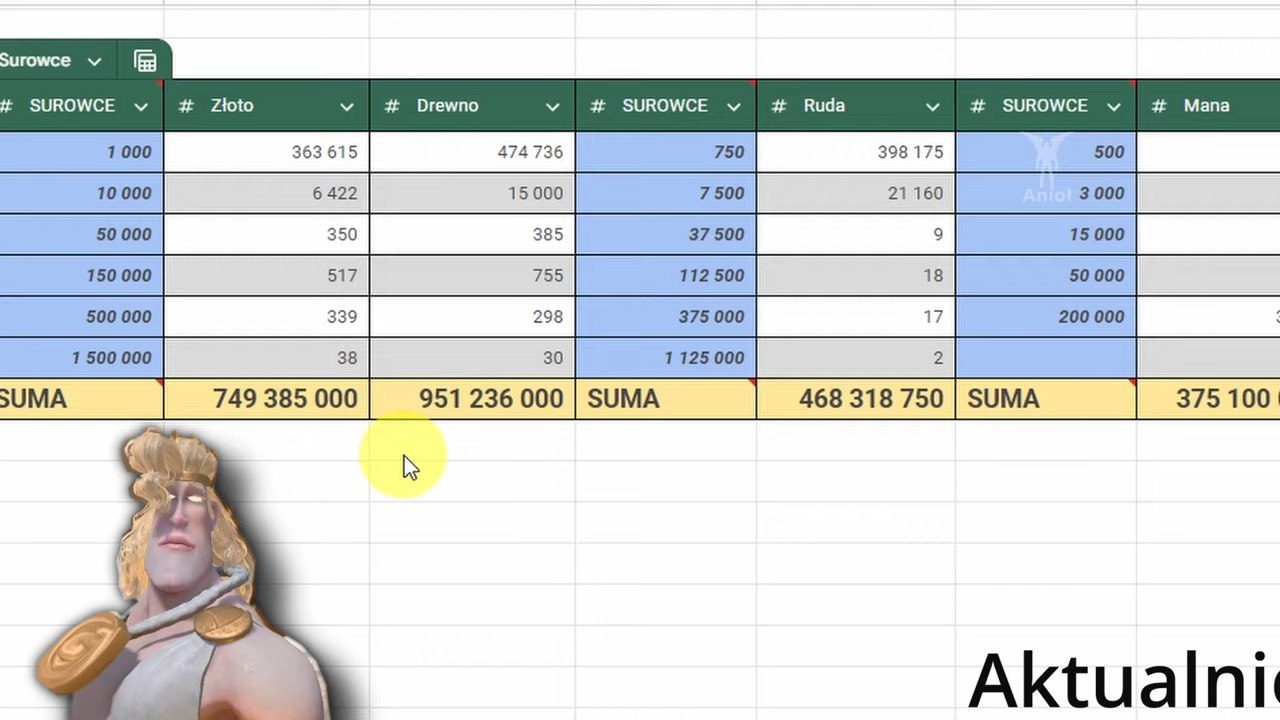 Surowce
# SUROWCE # Złoto # Drewno # SUROWCE # Ruda # SUROWCE # Mana
1 000 363 615 474 736 750 398 175 500
10 000 6 422 15 000 7 500 21 160 3 000
50 000 350 385 37 500 9 15 000
150 000 517 755 112 500 18 50 000
500 000 339 298 375 000 17 200 000
1 500 000 38 30 1 125 000 2
SUMA 749 385 000 951 236 000 SUMA 468 318 750 SUMA 375 100
Anioł
Aktualni